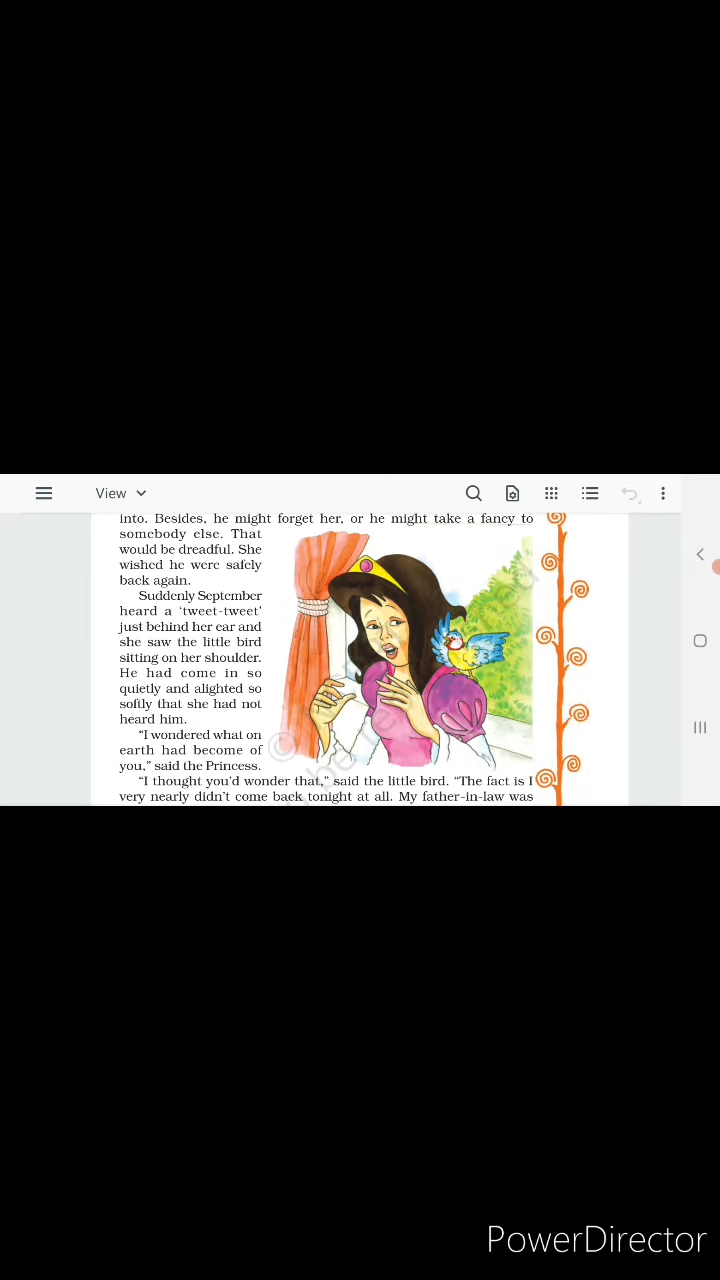 View
into. Besides, he might forget her, or he might take a fancy to
somebody else. That
would be dreadful. She
wished he were safely
back again.
Suddenly September
heard a 'tweet-tweet'
just behind her ear and
she saw the little bird
sitting on her shoulder.
He had come in so
quietly and alighted so
softly that she had not
heard him.
“I wondered what on
earth had become of
you,” said the Princess.
“I thought you'd wonder that,” said the little bird. “The fact is I
very nearly didn't come back tonight at all. My father-in-law was
PowerDirector